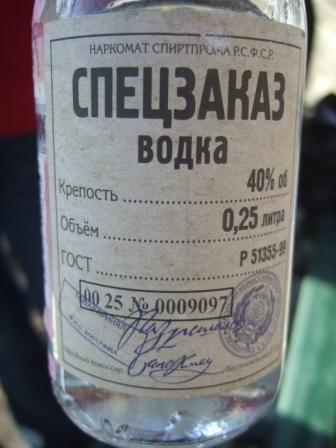 НАРКОМАТ СПИРТПРОМА Р.С.Ф.С.Р.
СПЕЦЗАКАЗ
ВОДКА
Крепость ........................ 40% об
Объём ........................ 0,25 литра
ГОСТ ........................ Р 51355-99
00 25 № 0009097